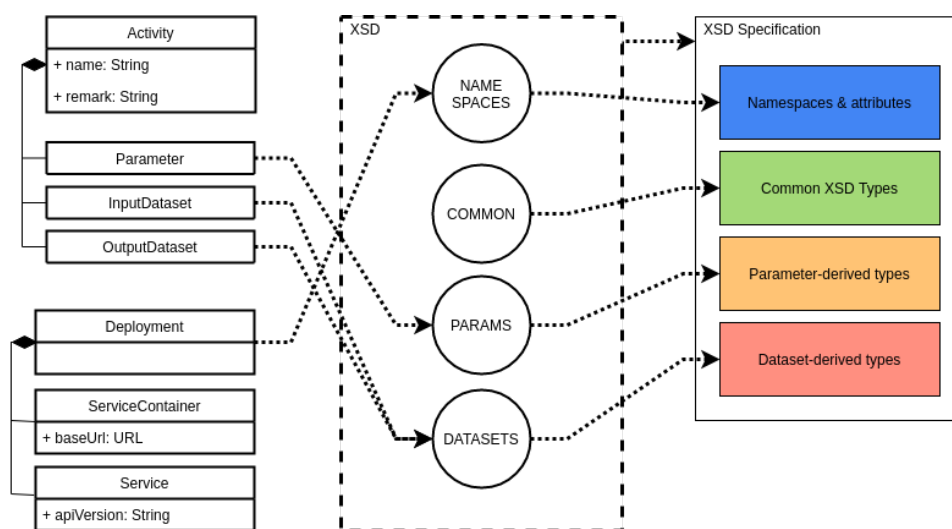 Activity
+ name: String
+ remark: String
Parameter
InputDataset
OutputDataset
Deployment
ServiceContainer
+ baseUrl: URL
Service
+ apiVersion: String
XSD
NAME
SPACES
COMMON
PARAMS
DATASETS
XSD Specification
Namespaces & attributes
Common XSD Types
Parameter-derived types
Dataset-derived types